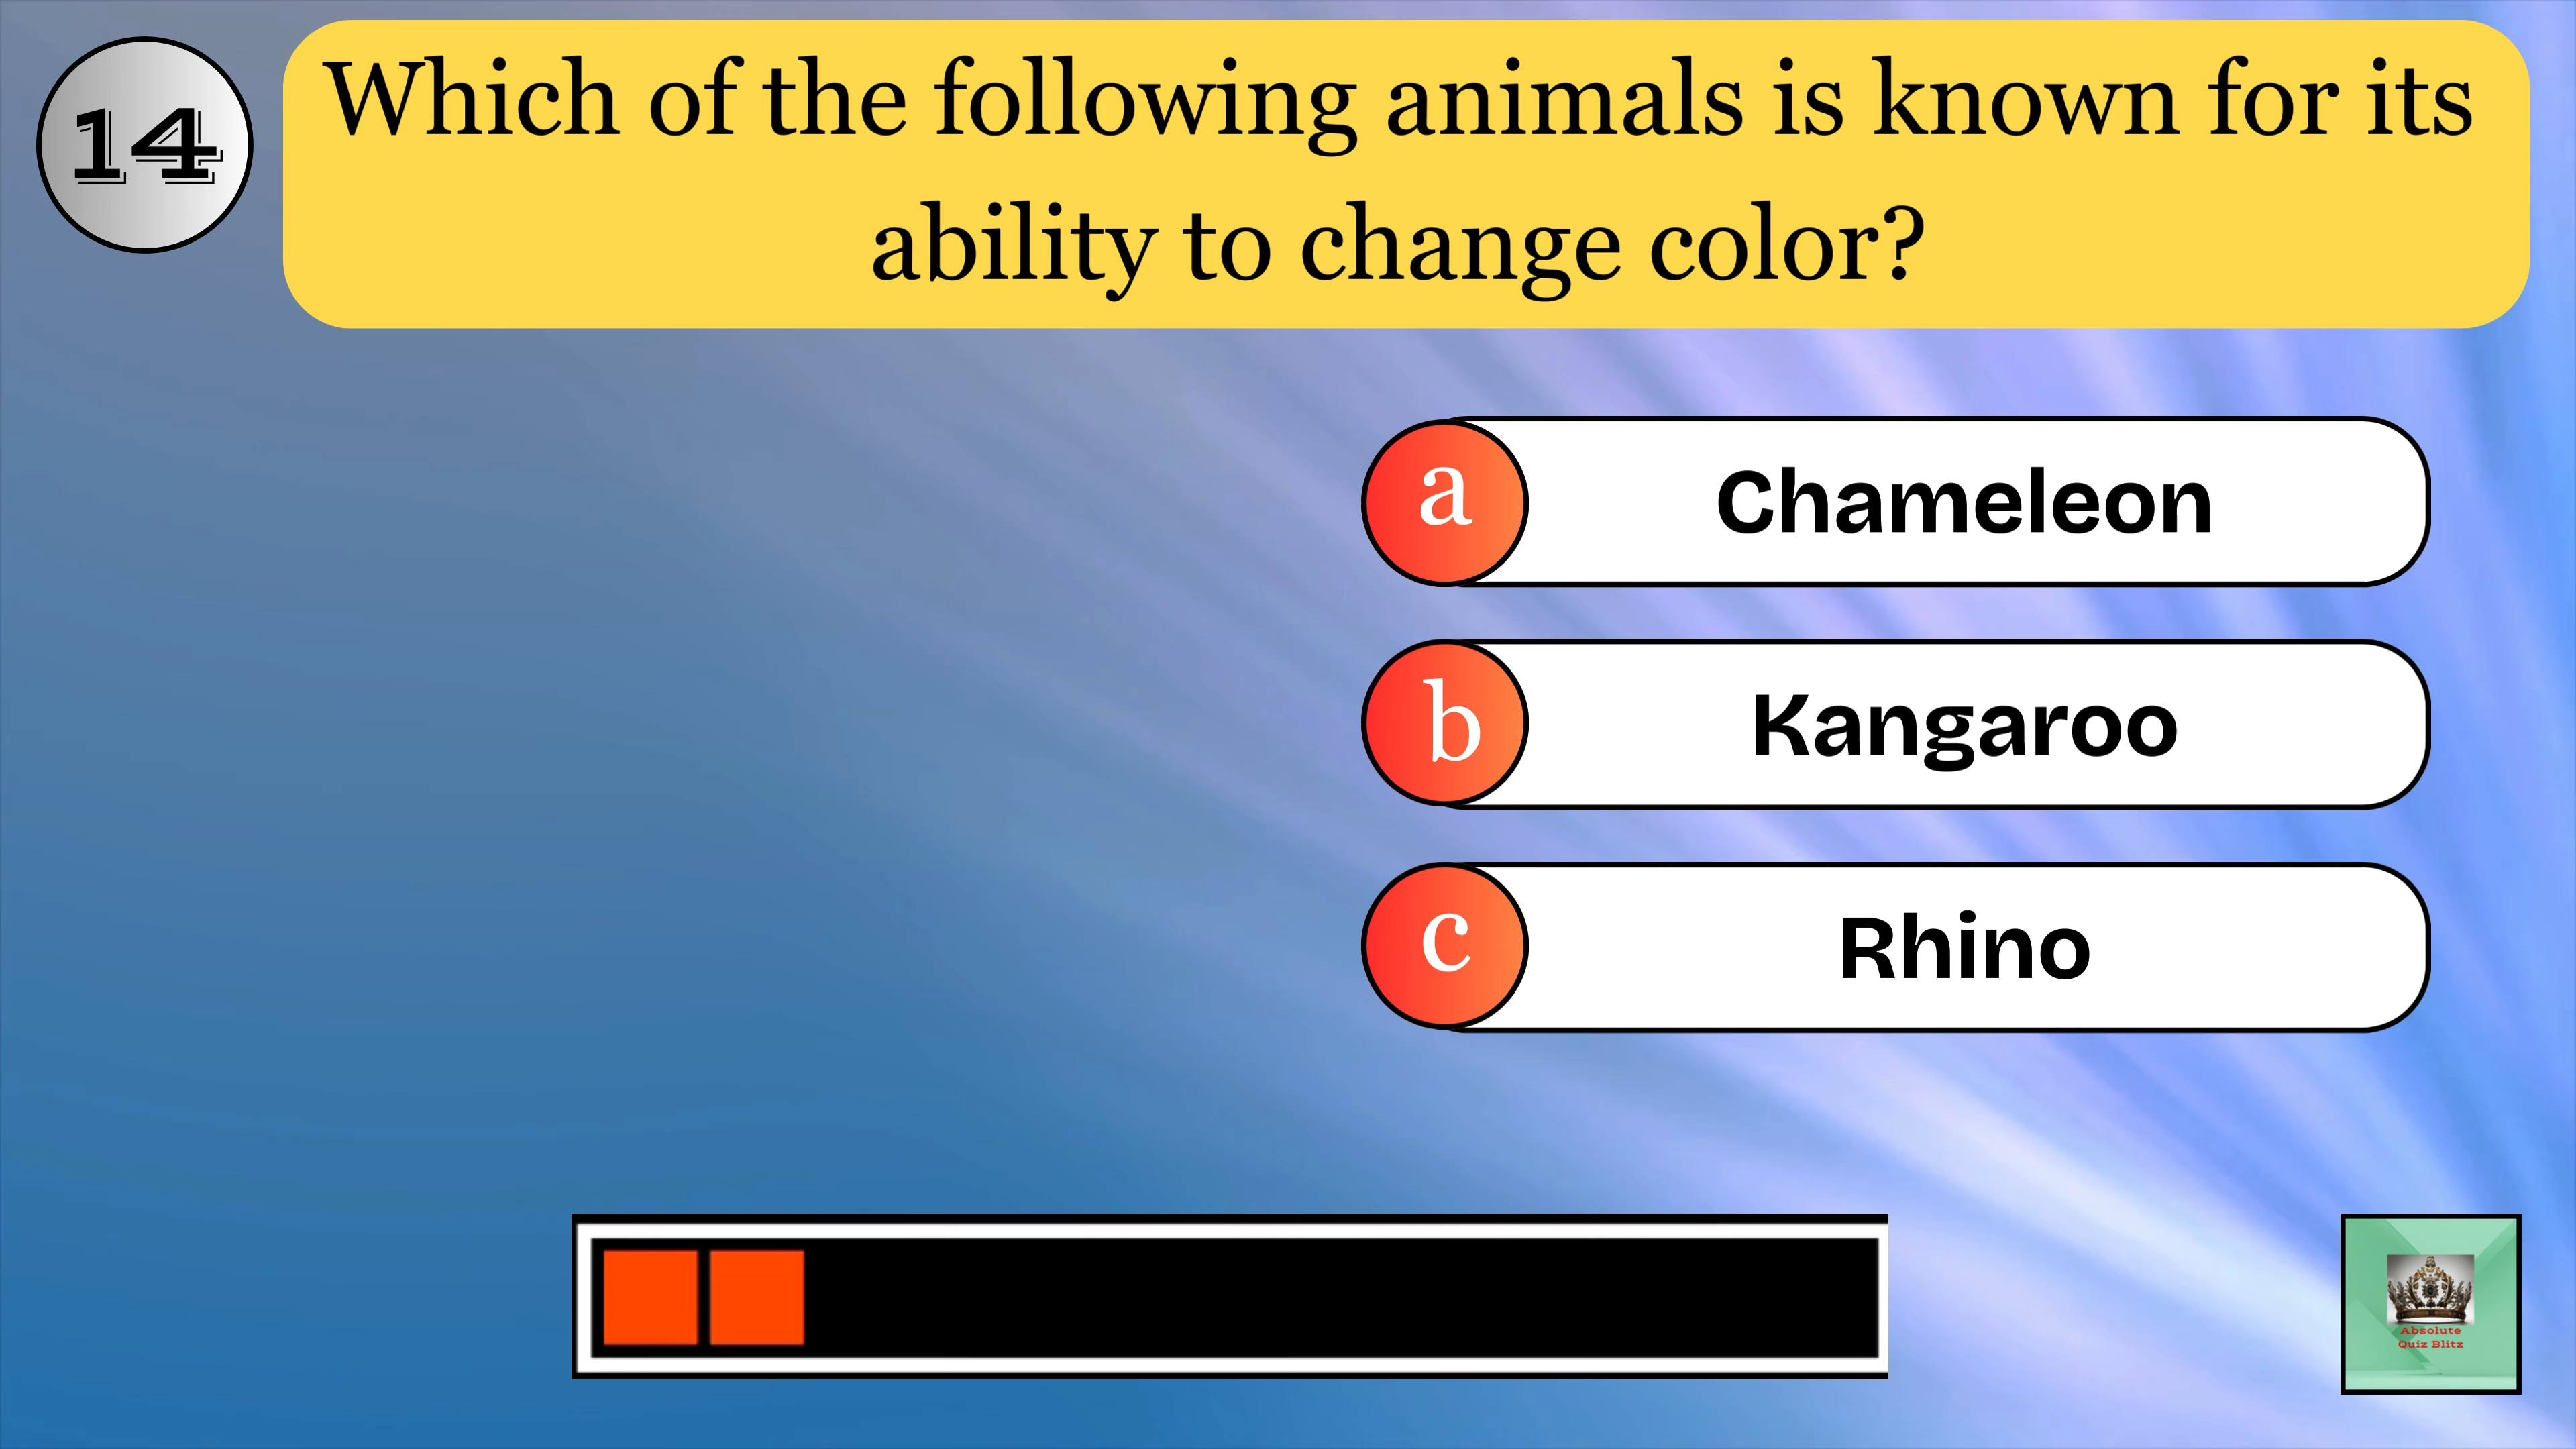 14
Which of the following animals is known for its
ability to change color?
a
Chameleon
b
Kangaroo
c
Rhino
Absolute
Quiz Blitz